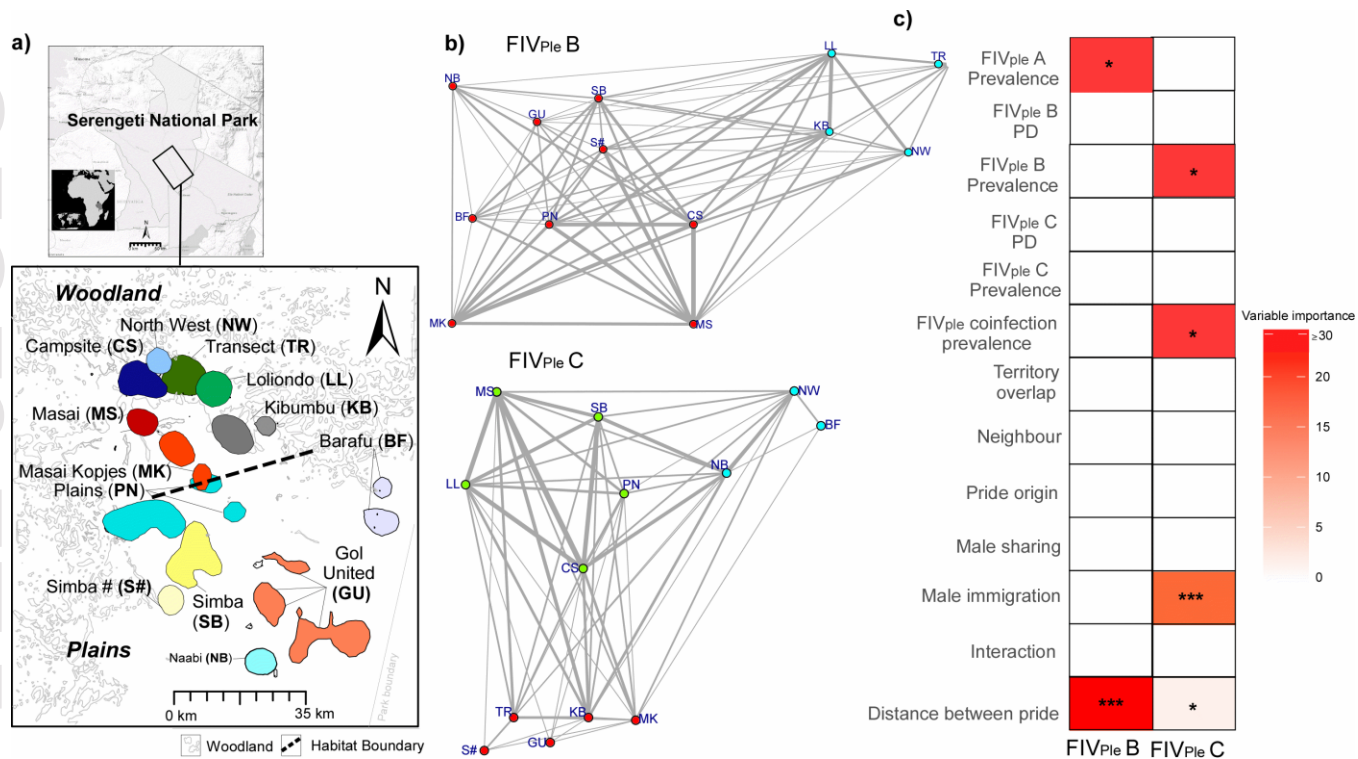 a)
Serengeti National Park
N
0 km
Woodland
N
North West (NW)
Campsite (CS)
Transect (TR)
Loliondo (LL)
Masai (MS)
Kibumbu (KB)
Barafu (BF)
Masai Kopjes (MK)
Plains (PN)
Gol
United
(GU)
Simba # (S#)
Simba
(SB)
Plains
Naabi (NB)
Park boundary
0 km
35 km
Woodland
Habitat Boundary
b)
FIVPle B
LL
TR
NB
SB
GU
KB
S#
NW
BF
PN
CS
MK
MS
FIVPle C
MS
NW
SB
BF
NB
LL
PN
CS
TR
KB
MK
GU
S#
c)
FIVple A
Prevalence
*
FIVple B
PD
FIVple B
Prevalence
*
FIVple C
PD
FIVple C
Prevalence
FIVple coinfection
prevalence
*
Territory
overlap
Neighbour
Pride origin
Male sharing
Male immigration
***
Interaction
Distance between pride
***
*
FIVPle B
FIVPle C
Variable importance
≥30
20
15
10
5
0